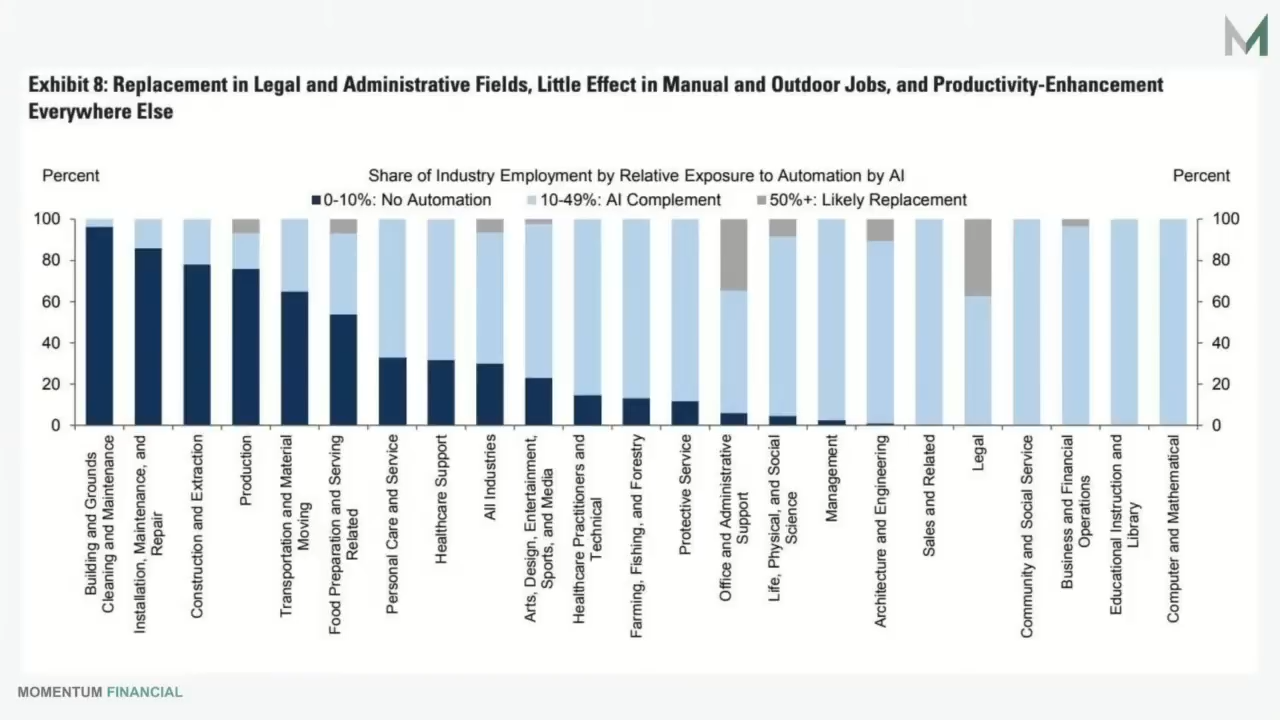 Exhibit 8: Replacement in Legal and Administrative Fields, Little Effect in Manual and Outdoor Jobs, and Productivity-Enhancement
Everywhere Else
Percent
Share of Industry Employment by Relative Exposure to Automation by AI
Percent
0-10%: No Automation
10-49%: AI Complement
50%+: Likely Replacement
100
80
60
40
20
0
100
80
60
40
20
0
Building and Grounds
Cleaning and Maintenance
Installation, Maintenance, and
Repair
Construction and Extraction
Production
Transportation and Material
Moving
Food Preparation and Serving
Related
Personal Care and Service
Healthcare Support
All Industries
Arts, Design, Entertainment,
Sports, and Media
Healthcare Practitioners and
Technical
Farming, Fishing, and Forestry
Protective Service
Office and Administrative
Support
Life, Physical, and Social
Science
Management
Architecture and Engineering
Sales and Related
Legal
Community and Social Service
Business and Financial
Operations
Educational Instruction and
Library
Computer and Mathematical
MOMENTUM FINANCIAL